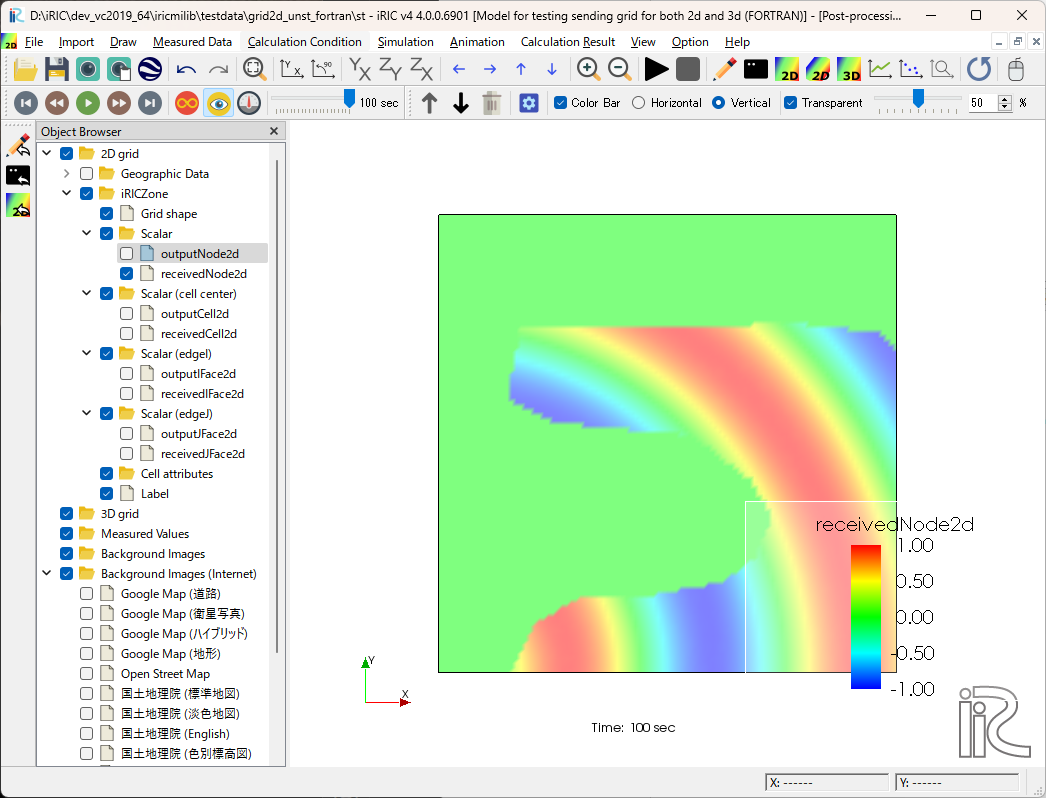 D:\iRIC\dev_vc2019_64\iricmilib\testdata\grid2d_unst_fortran\st - iRIC v4 4.0.0.6901 [Model for testing sending grid for both 2d and 3d (FORTRAN)] - [Post-processi...
2D File Import Draw Measured Data Calculation Condition Simulation Animation Calculation Result View Option Help
Y X -90 YX ZY ZX 2D 2D 3D
100 sec Color Bar Horizontal Vertical Transparent 50 %
Object Browser
2D grid
Geographic Data
iRICZone
Grid shape
Scalar
outputNode2d
receivedNode2d
Scalar (cell center)
outputCell2d
receivedCell2d
Scalar (edgeI)
outputIFace2d
receivedIFace2d
Scalar (edgeJ)
outputJFace2d
receivedJFace2d
Cell attributes
Label
3D grid
Measured Values
Background Images
Background Images (Internet)
Google Map (道路)
Google Map (衛星写真)
Google Map (ハイブリッド)
Google Map (地形)
Open Street Map
国土地理院 (標準地図)
国土地理院 (淡色地図)
国土地理院 (English)
国土地理院 (色別標高図)
receivedNode2d
1.00
0.50
0.00
-0.50
-1.00
Y
X
Time: 100 sec
iRIC
X: ------
Y: ------